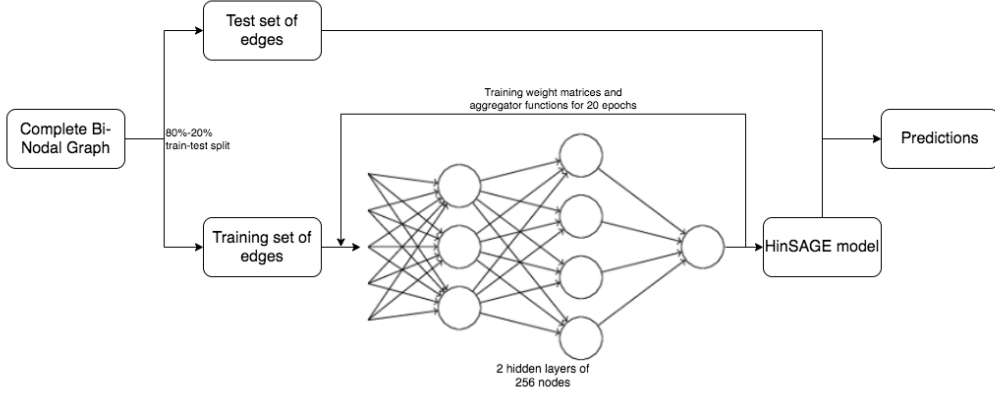 Test set of
edges
Training weight matrices and
aggregator functions for 20 epochs
Complete Bi-
Nodal Graph
80%-20%
train-test split
Predictions
Training set of
edges
HinSAGE model
2 hidden layers of
256 nodes